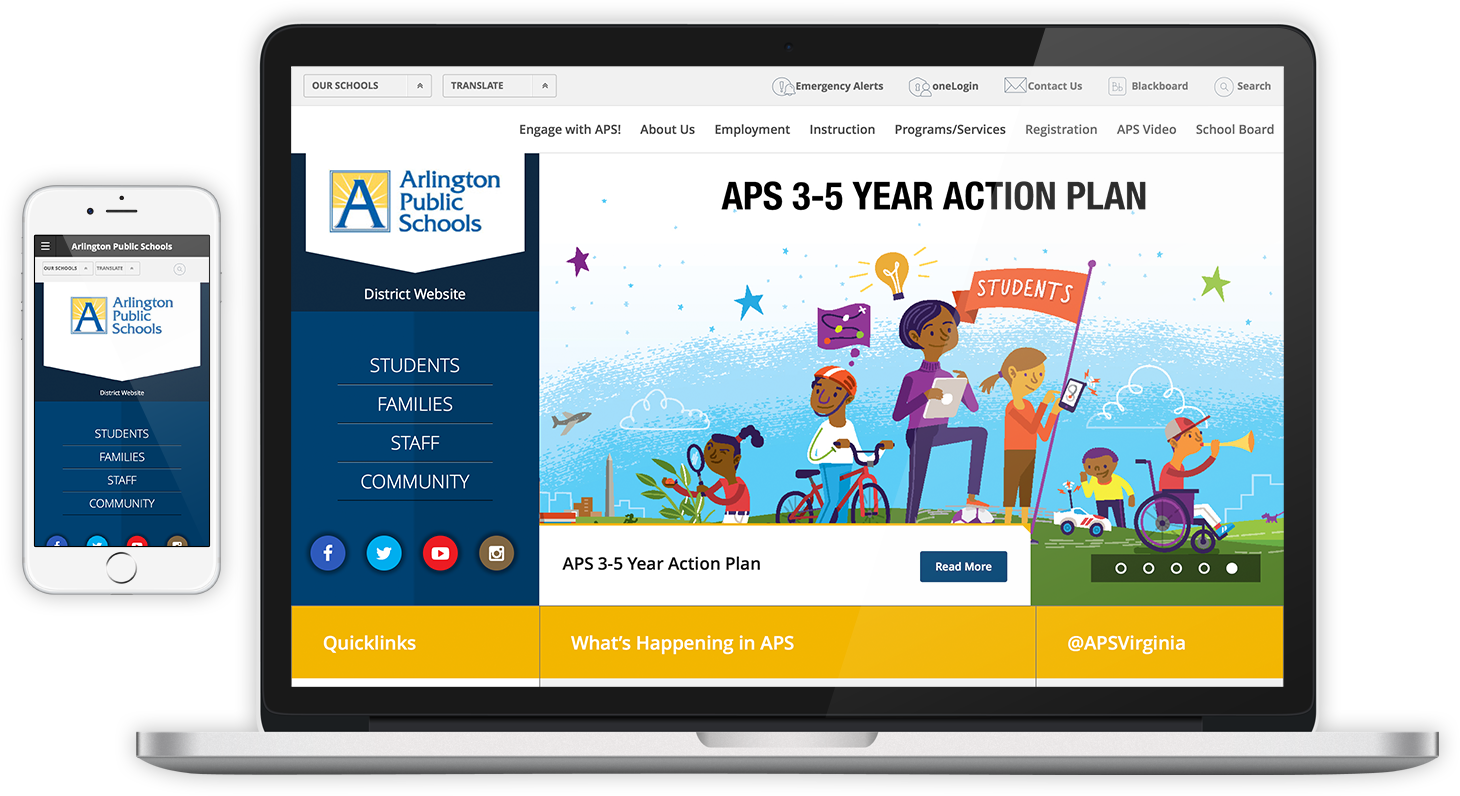 OUR SCHOOLS
TRANSLATE
Emergency Alerts
oneLogin
Contact Us
Bb Blackboard
Search
Engage with APS!
About Us
Employment
Instruction
Programs/Services
Registration
APS Video
School Board
A Arlington
Public
Schools
District Website
STUDENTS
FAMILIES
STAFF
COMMUNITY
APS 3-5 YEAR ACTION PLAN
STUDENTS
APS 3-5 Year Action Plan
Read More
Quicklinks
What's Happening in APS
@APSVirginia
Arlington Public Schools
OUR SCHOOLS
TRANSLATE
A Arlington
Public
Schools
District Website
STUDENTS
FAMILIES
STAFF
COMMUNITY